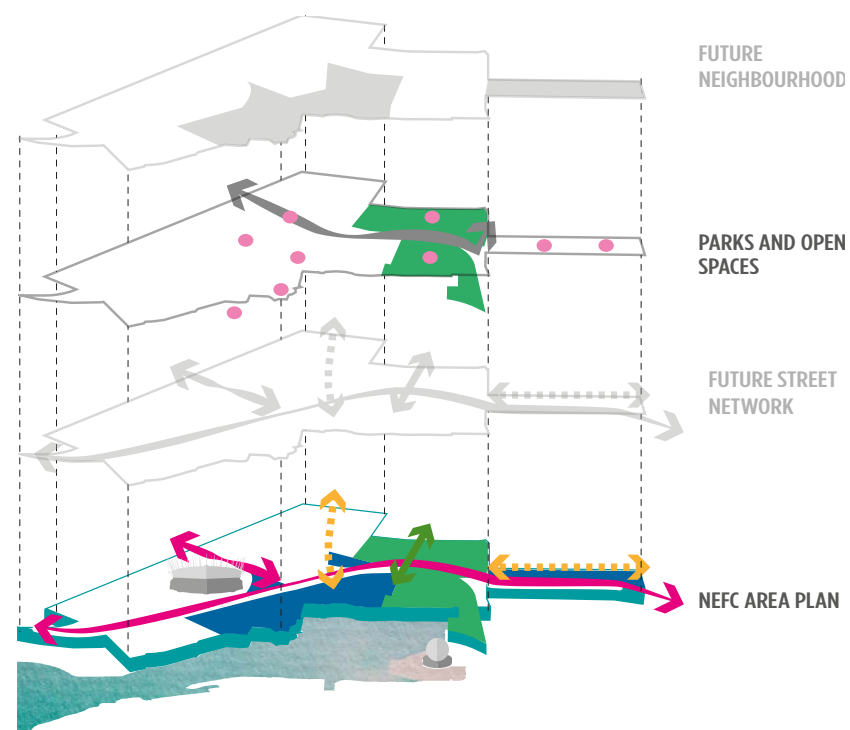 FUTURE
NEIGHBOURHOOD
PARKS AND OPEN
SPACES
FUTURE STREET
NETWORK
NEFC AREA PLAN